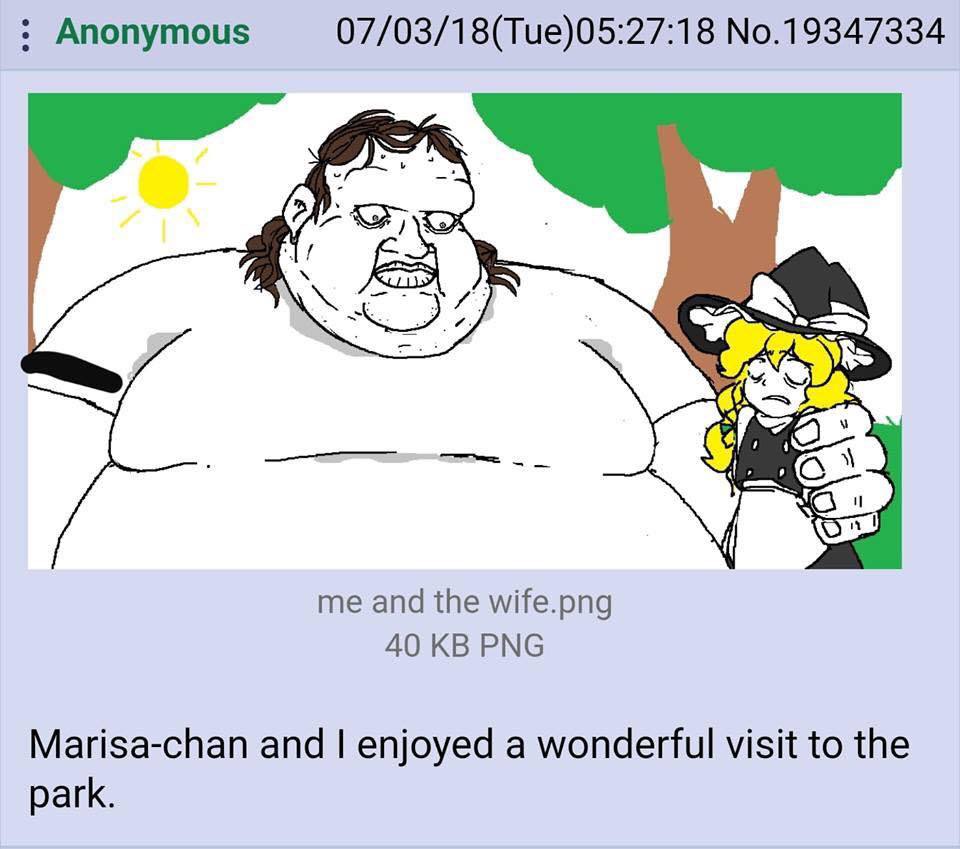 Anonymous 07/03/18(Tue)05:27:18 No.19347334
me and the wife.png
40 KB PNG
Marisa-chan and I enjoyed a wonderful visit to the
park.